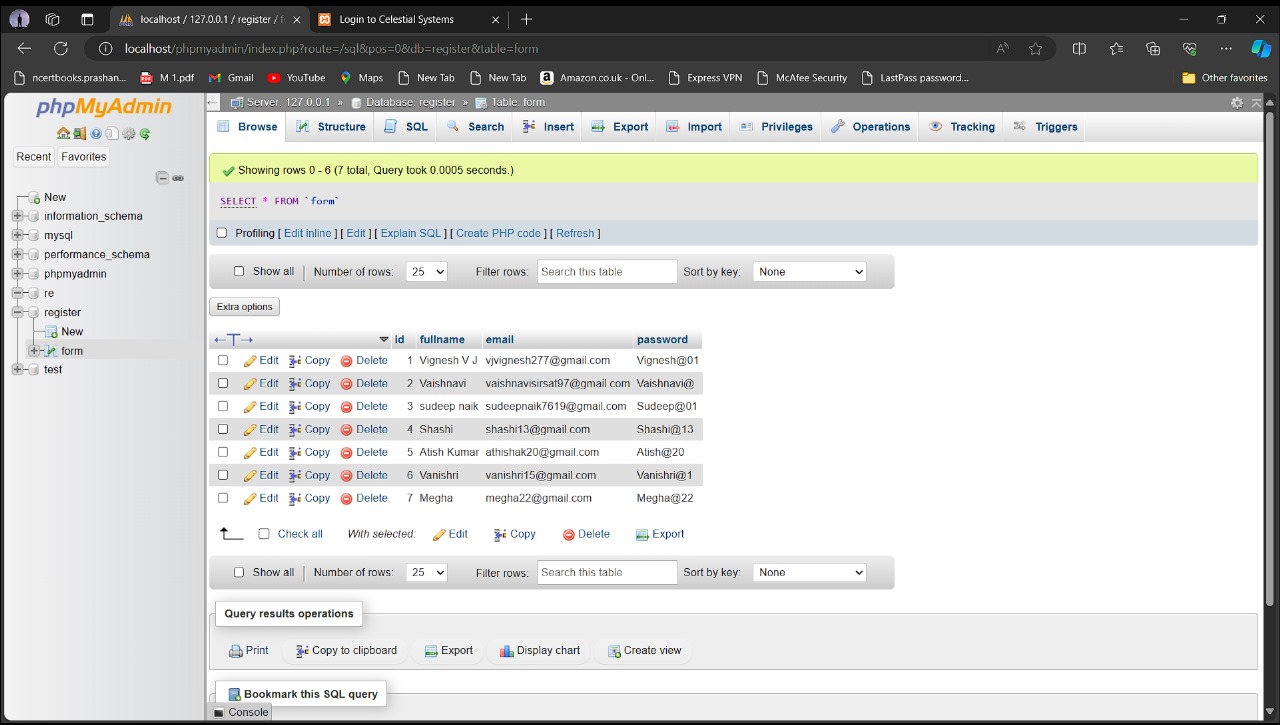 localhost / 127.0.0.1 / register / f
Login to Celestial Systems
localhost/phpmyadmin/index.php?route=/sql&pos=0&db=register&table=form
ncertbooks.prashan... M 1.pdf Gmail YouTube Maps New Tab New Tab Amazon.co.uk - Onl... Express VPN McAfee Security LastPass password... Other favorites
phpMyAdmin
Recent Favorites
New
information_schema
mysql
performance_schema
phpmyadmin
re
register
New
form
test
Server: 127.0.0.1 » Database: register » Table: form
Browse Structure SQL Search Insert Export Import Privileges Operations Tracking Triggers
Showing rows 0 - 6 (7 total, Query took 0.0005 seconds.)
SELECT * FROM `form`
Profiling [ Edit inline ] [ Edit ] [ Explain SQL ] [ Create PHP code ] [ Refresh ]
Show all | Number of rows: 25 Filter rows: Search this table Sort by key: None
Extra options
←T→ id fullname email password
Edit Copy Delete 1 Vignesh V J vjvignesh277@gmail.com Vignesh@01
Edit Copy Delete 2 Vaishnavi vaishnavisirsat97@gmail.com Vaishnavi@
Edit Copy Delete 3 sudeep naik sudeepnaik7619@gmail.com Sudeep@01
Edit Copy Delete 4 Shashi shashi13@gmail.com Shashi@13
Edit Copy Delete 5 Atish Kumar athishak20@gmail.com Atish@20
Edit Copy Delete 6 Vanishri vanishri15@gmail.com Vanishri@1
Edit Copy Delete 7 Megha megha22@gmail.com Megha@22
Check all With selected: Edit Copy Delete Export
Show all | Number of rows: 25 Filter rows: Search this table Sort by key: None
Query results operations
Print Copy to clipboard Export Display chart Create view
Bookmark this SQL query
Console